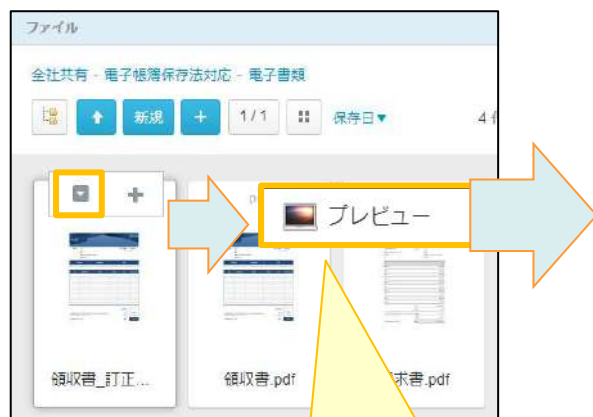 ファイル
全社共有 - 電子帳簿保存法対応 - 電子書類
新規 + 1/1 保存日▼ 4
プレビュー
領収書_訂正... 領収書.pdf 求書.pdf